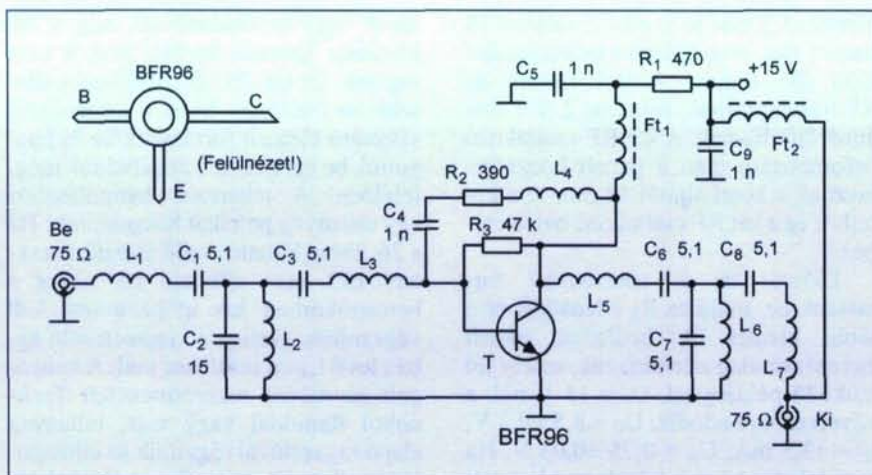 BFR96
B
C
(Felülnézet!)
E
C5 1 n
R1 470
+15 V
Ft1
Ft2
C9
1 n
R2 390
L4
C4
R3 47 k
Be
75 Ω
L1
C1 5,1
C3 5,1
L3
C2
15
L2
T
BFR96
L5
C6 5,1
C8 5,1
C7
5,1
L6
L7
75 Ω
Ki